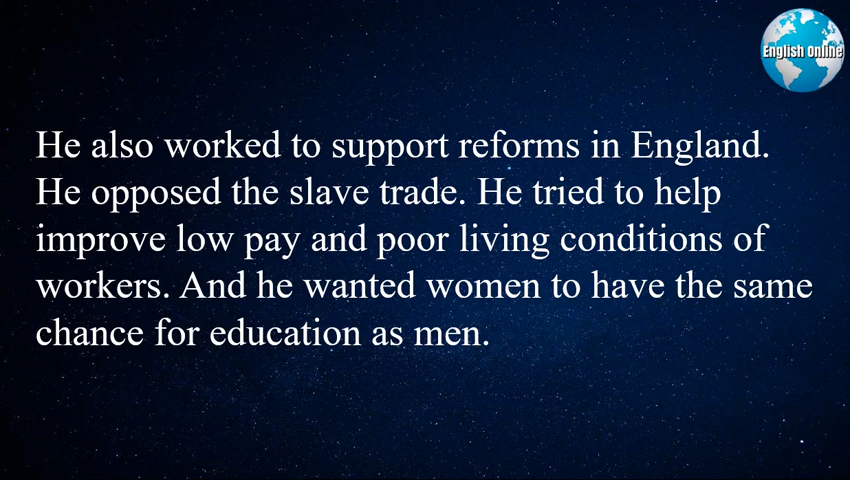 English Online
He also worked to support reforms in England.
He opposed the slave trade. He tried to help
improve low pay and poor living conditions of
workers. And he wanted women to have the same
chance for education as men.